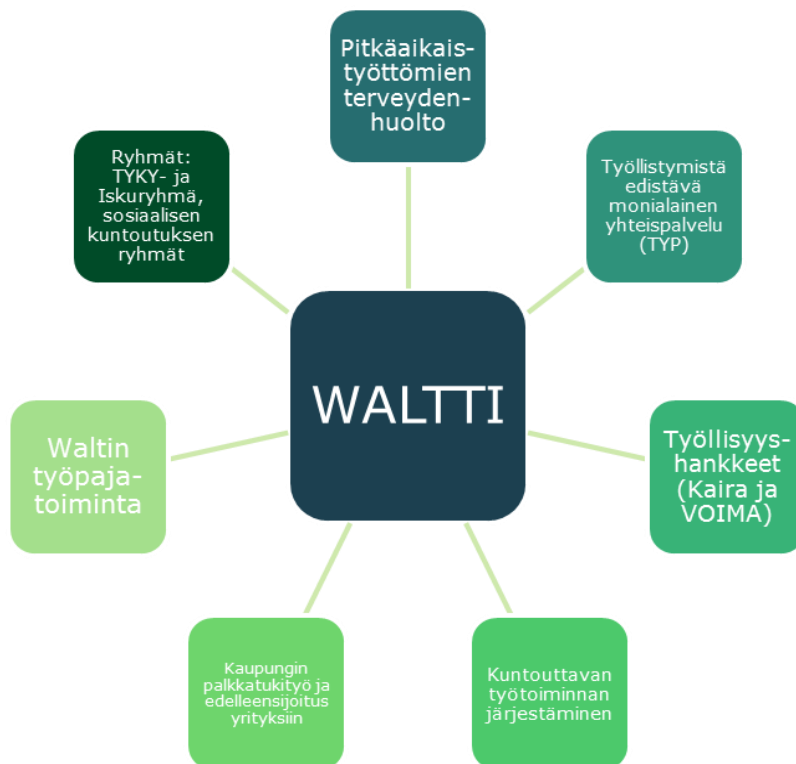 Pitkäaikais-
työttömien
terveyden-
huolto
Työllistymistä
edistävä
monialainen
yhteispalvelu
(TYP)
Työllisyys-
hankkeet
(Kaira ja
VOIMA)
Kuntouttavan
työtoiminnan
järjestäminen
Kaupungin
palkkatukityö ja
edelleensijoitus
yrityksiin
Waltin
työpaja-
toiminta
Ryhmät:
TYKY- ja
Iskuryhmä,
sosiaalisen
kuntoutuksen
ryhmät
WALTTI